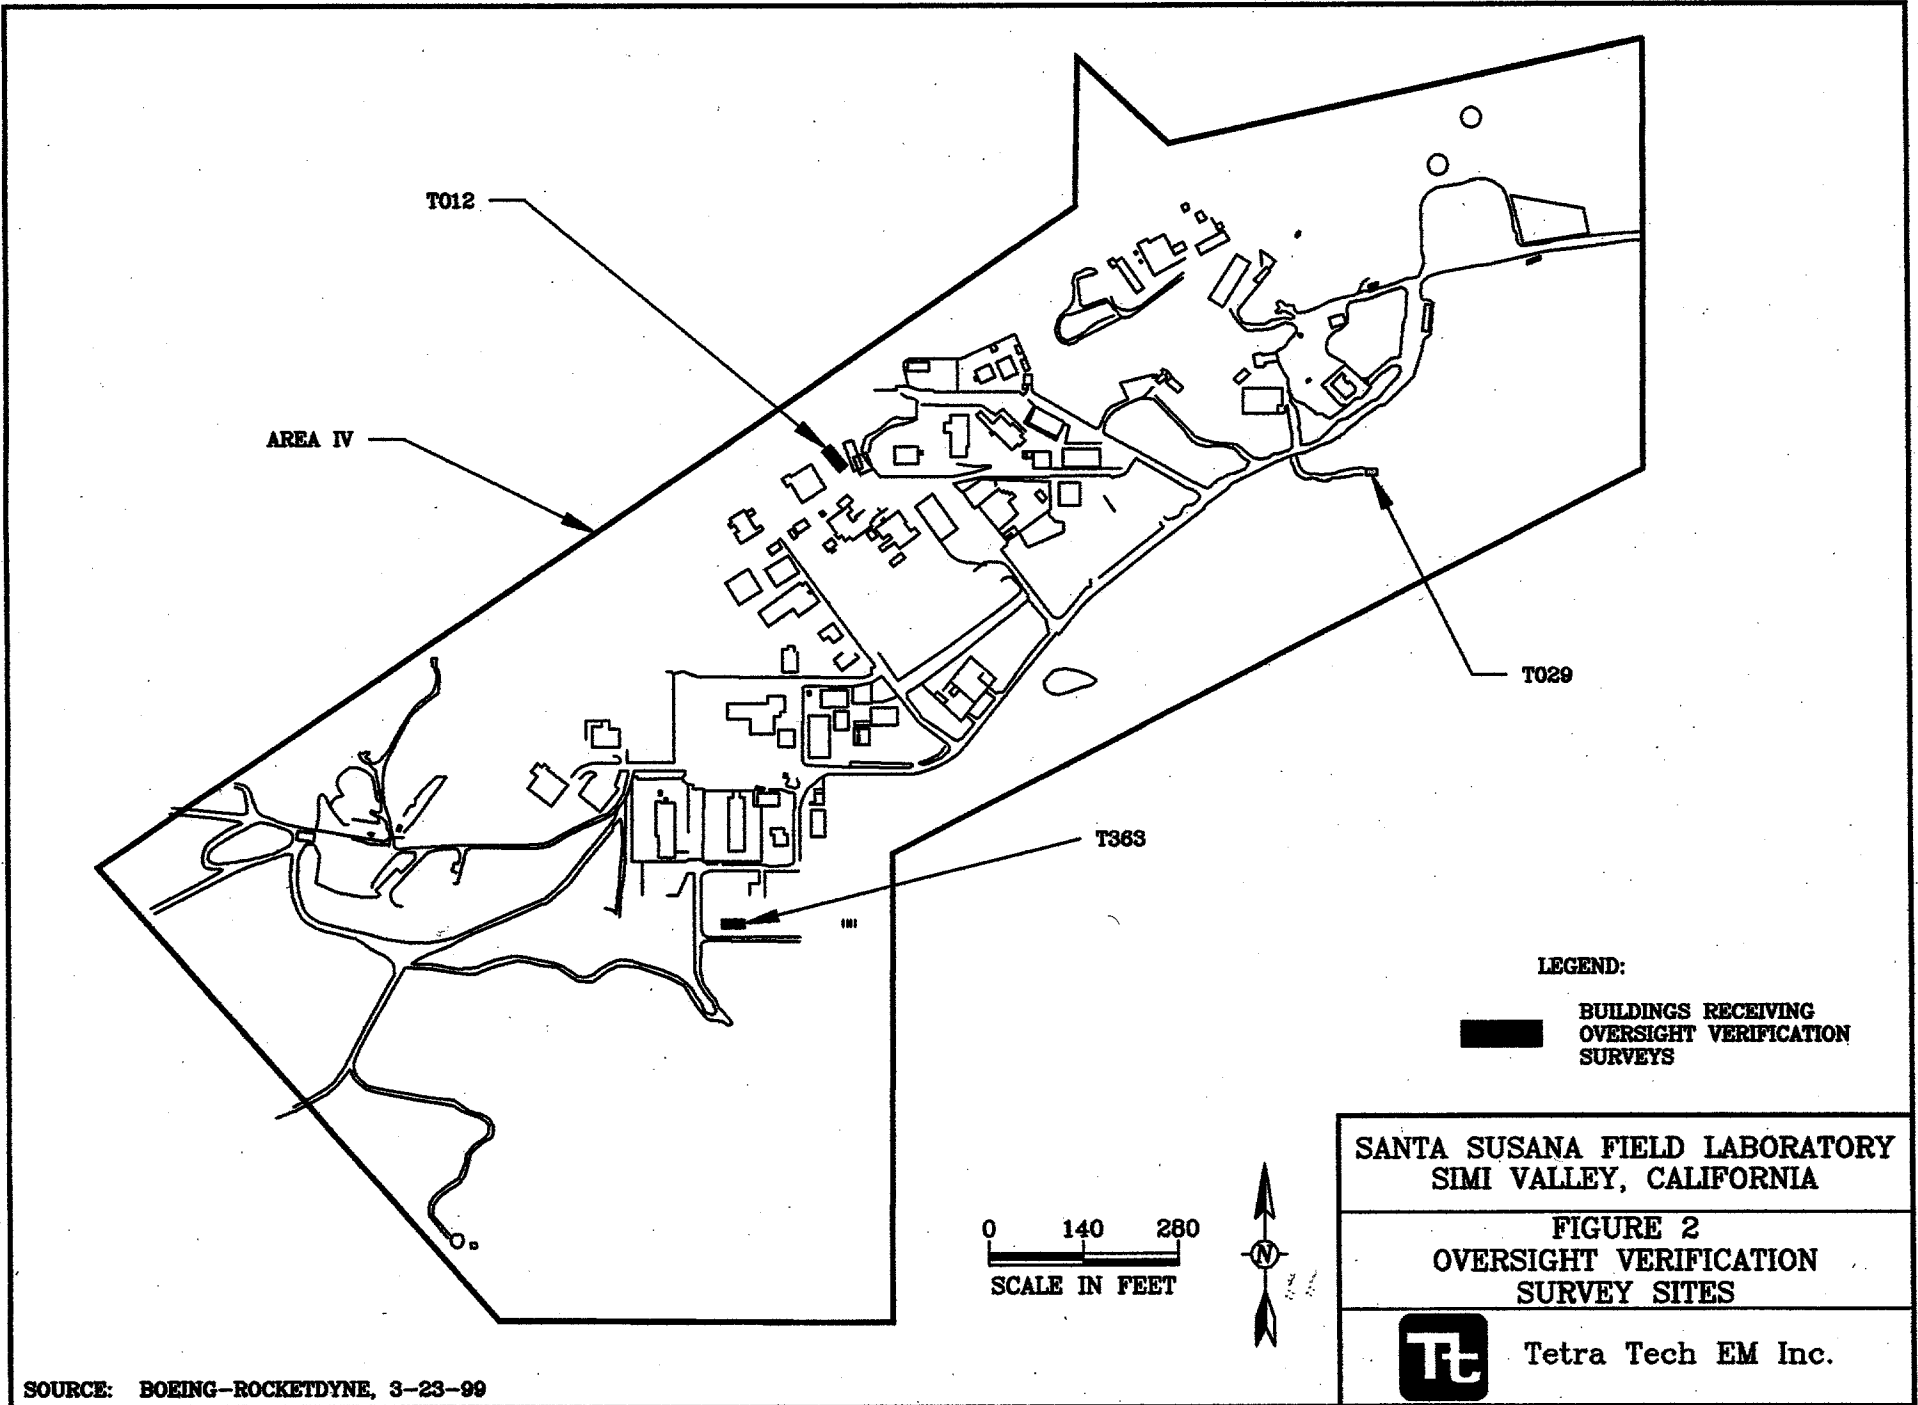 T012
AREA IV
T029
T363
LEGEND:
BUILDINGS RECEIVING
OVERSIGHT VERIFICATION
SURVEYS
0 140 280
SCALE IN FEET
N
SANTA SUSANA FIELD LABORATORY
SIMI VALLEY, CALIFORNIA
FIGURE 2
OVERSIGHT VERIFICATION
SURVEY SITES
Tt Tetra Tech EM Inc.
SOURCE: BOEING-ROCKETDYNE, 3-23-99